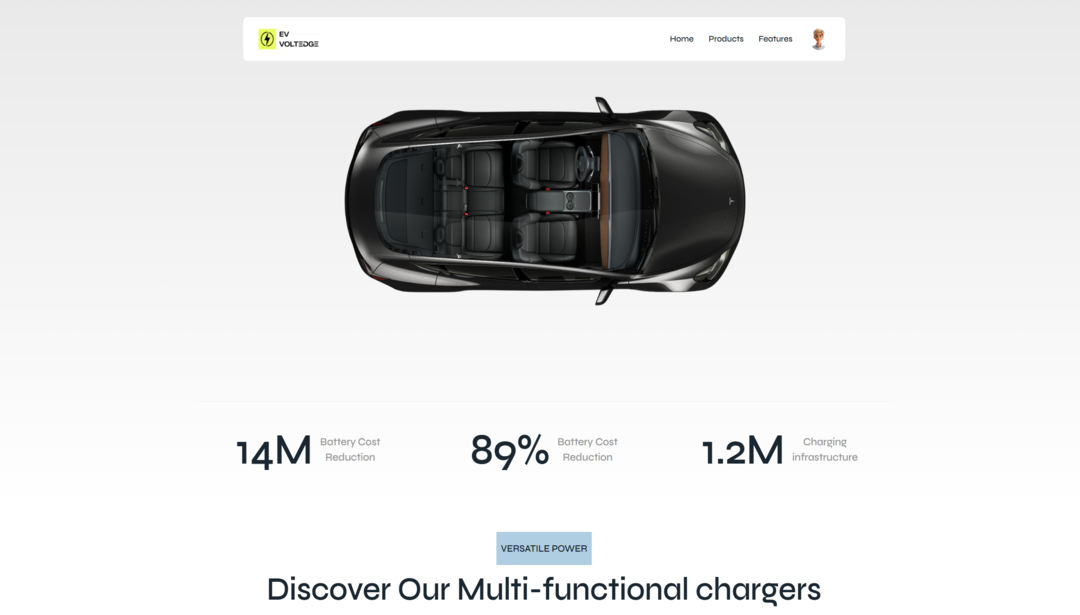 EV
VOLTEDGE
Home Products Features
14M Battery Cost
Reduction
89% Battery Cost
Reduction
1.2M Charging
infrastructure
VERSATILE POWER
Discover Our Multi-functional chargers